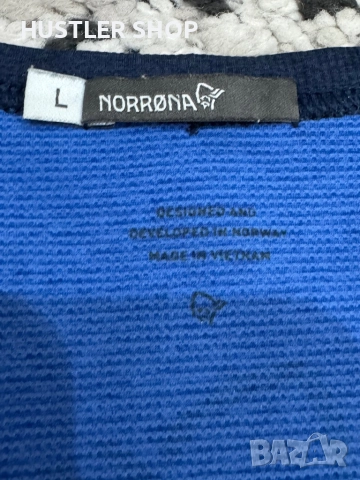 HUSTLER SHOP
L
NORRØNA
DESIGNED AND
DEVELOPED IN NORWAY
MADE IN VIETNAM
BAZAR